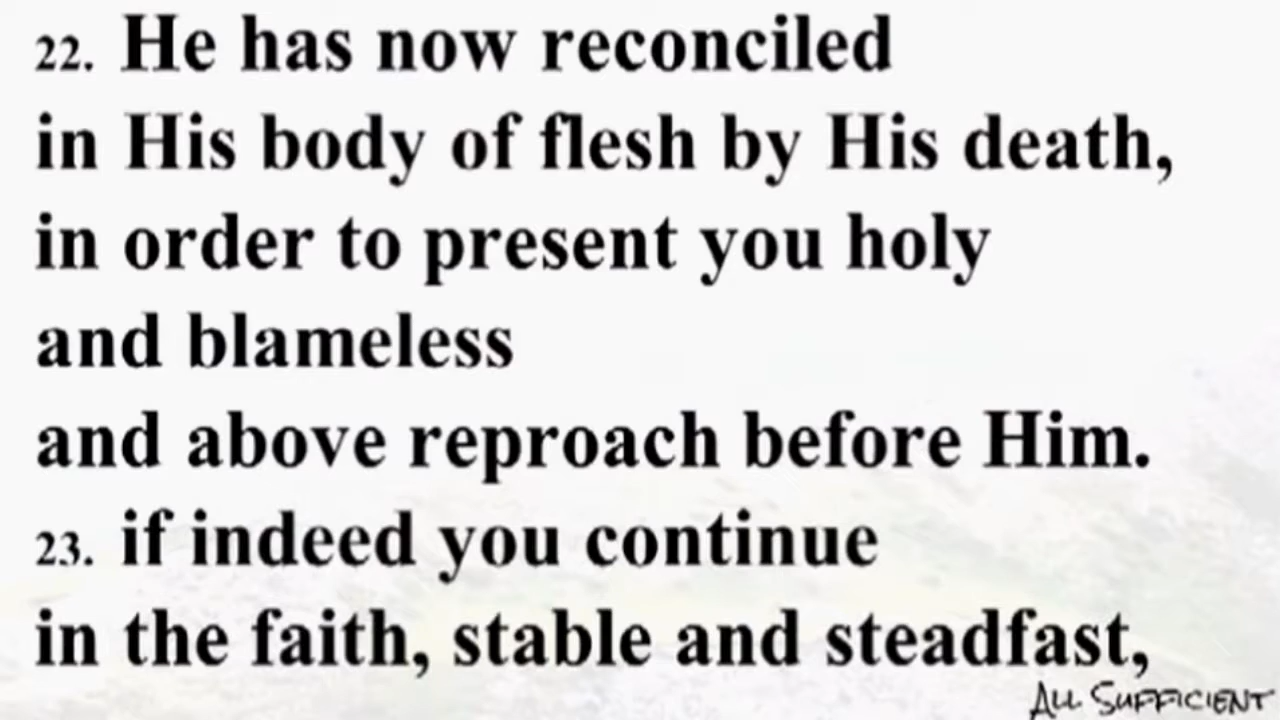 22. He has now reconciled
in His body of flesh by His death,
in order to present you holy
and blameless
and above reproach before Him.
23. if indeed you continue
in the faith, stable and steadfast,
ALL SUFFICIENT